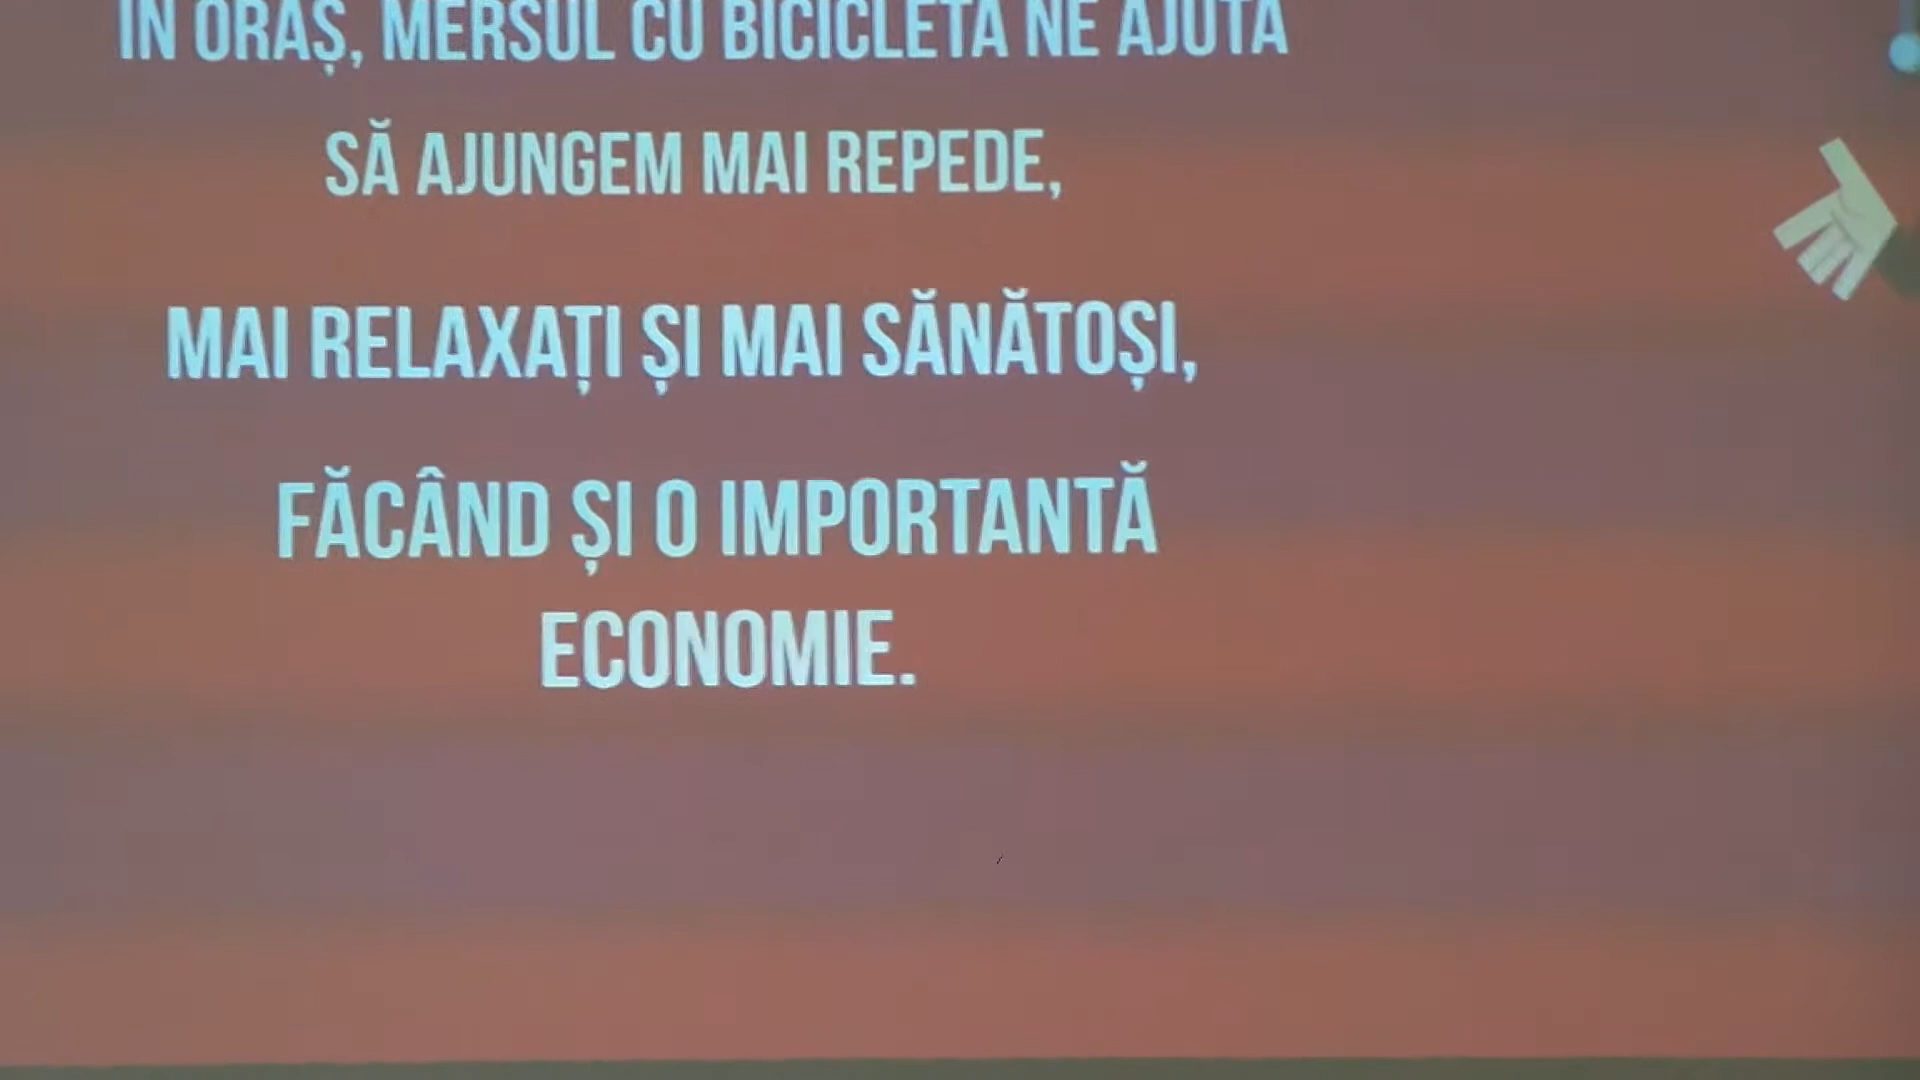 ÎN ORAȘ, MERSUL CU BICICLETA NE AJUTĂ
SĂ AJUNGEM MAI REPEDE,
MAI RELAXAȚI ȘI MAI SĂNĂTOȘI,
FĂCÂND ȘI O IMPORTANTĂ
ECONOMIE.